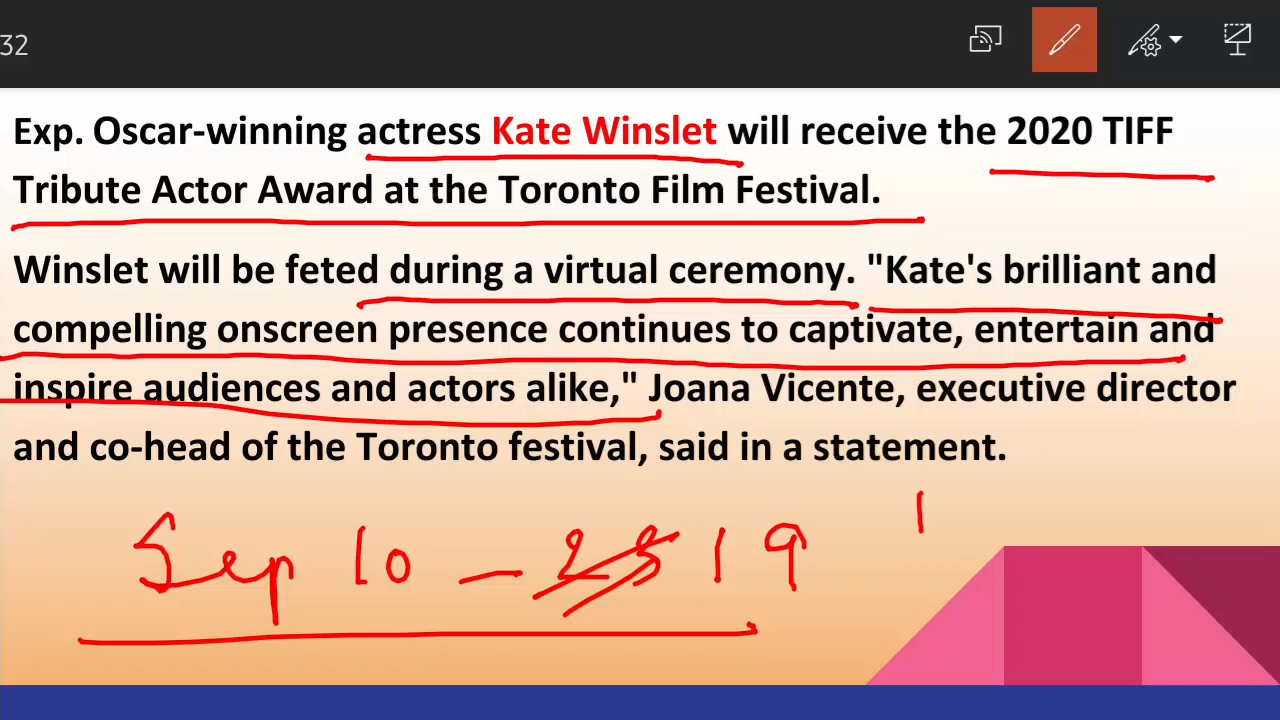 32
Exp. Oscar-winning actress Kate Winslet will receive the 2020 TIFF
Tribute Actor Award at the Toronto Film Festival.
Winslet will be feted during a virtual ceremony. "Kate's brilliant and
compelling onscreen presence continues to captivate, entertain and
inspire audiences and actors alike," Joana Vicente, executive director
and co-head of the Toronto festival, said in a statement.
Sep 10 - 23 19 1